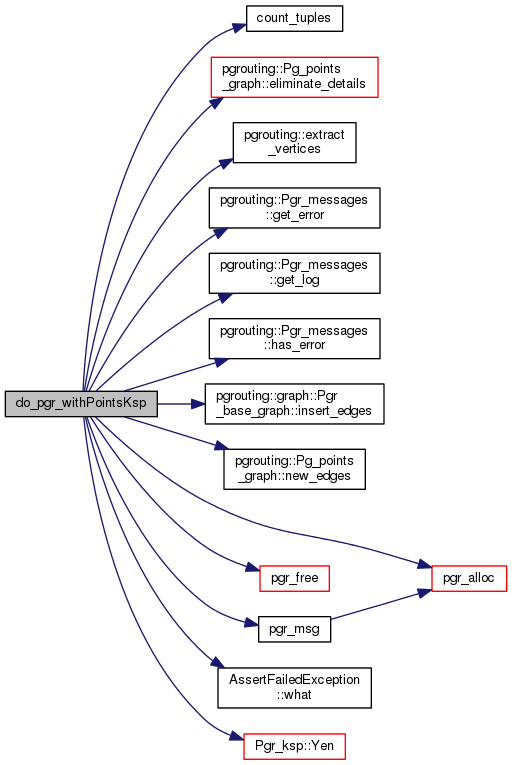 count_tuples
pgrouting::Pg_points
_graph::eliminate_details
pgrouting::extract
_vertices
pgrouting::Pgr_messages
::get_error
pgrouting::Pgr_messages
::get_log
pgrouting::Pgr_messages
::has_error
do_pgr_withPointsKsp
pgrouting::graph::Pgr
_base_graph::insert_edges
pgrouting::Pg_points
_graph::new_edges
pgr_free
pgr_alloc
pgr_msg
AssertFailedException
::what
Pgr_ksp::Yen